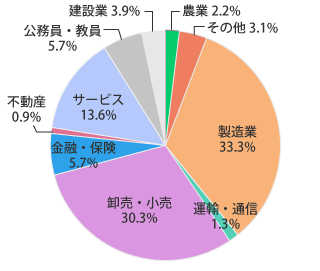 建設業 3.9%
農業 2.2%
公務員・教員
5.7%
その他 3.1%
サービス
13.6%
不動産
0.9%
製造業
33.3%
金融・保険
5.7%
卸売・小売
30.3%
運輸・通信
1.3%